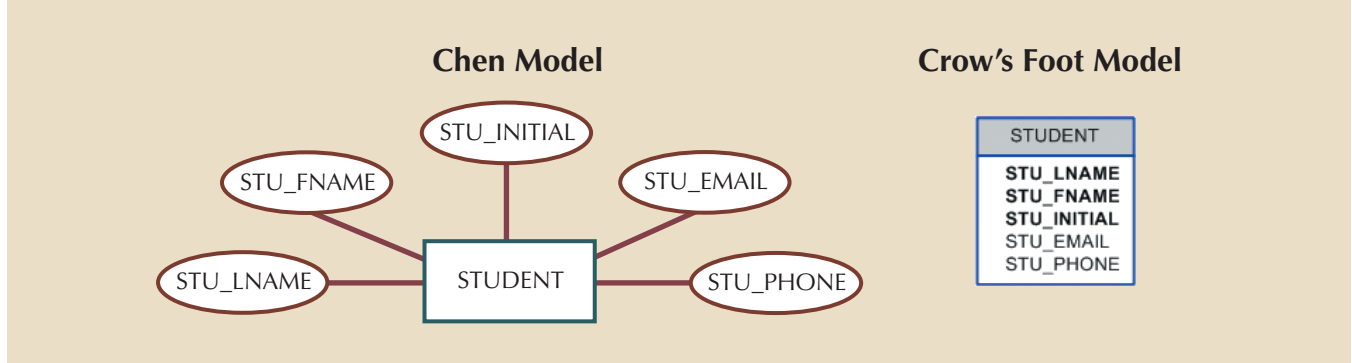 Chen Model
STU_INITIAL
STU_FNAME
STU_EMAIL
STU_LNAME
STUDENT
STU_PHONE
Crow's Foot Model
STUDENT
STU_LNAME
STU_FNAME
STU_INITIAL
STU_EMAIL
STU_PHONE